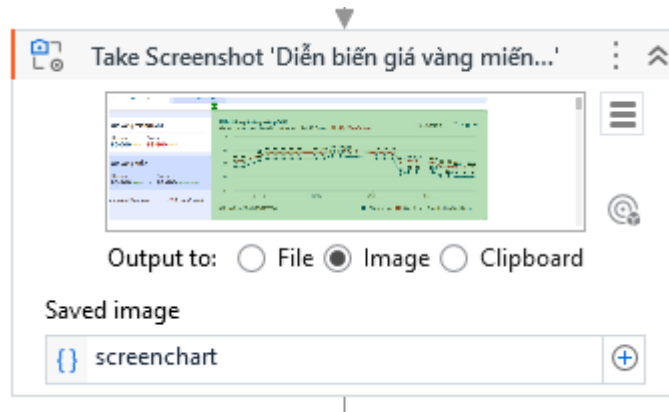 Take Screenshot 'Diễn biến giá vàng miến...'
Output to: File Image Clipboard
Saved image
{} screenchart